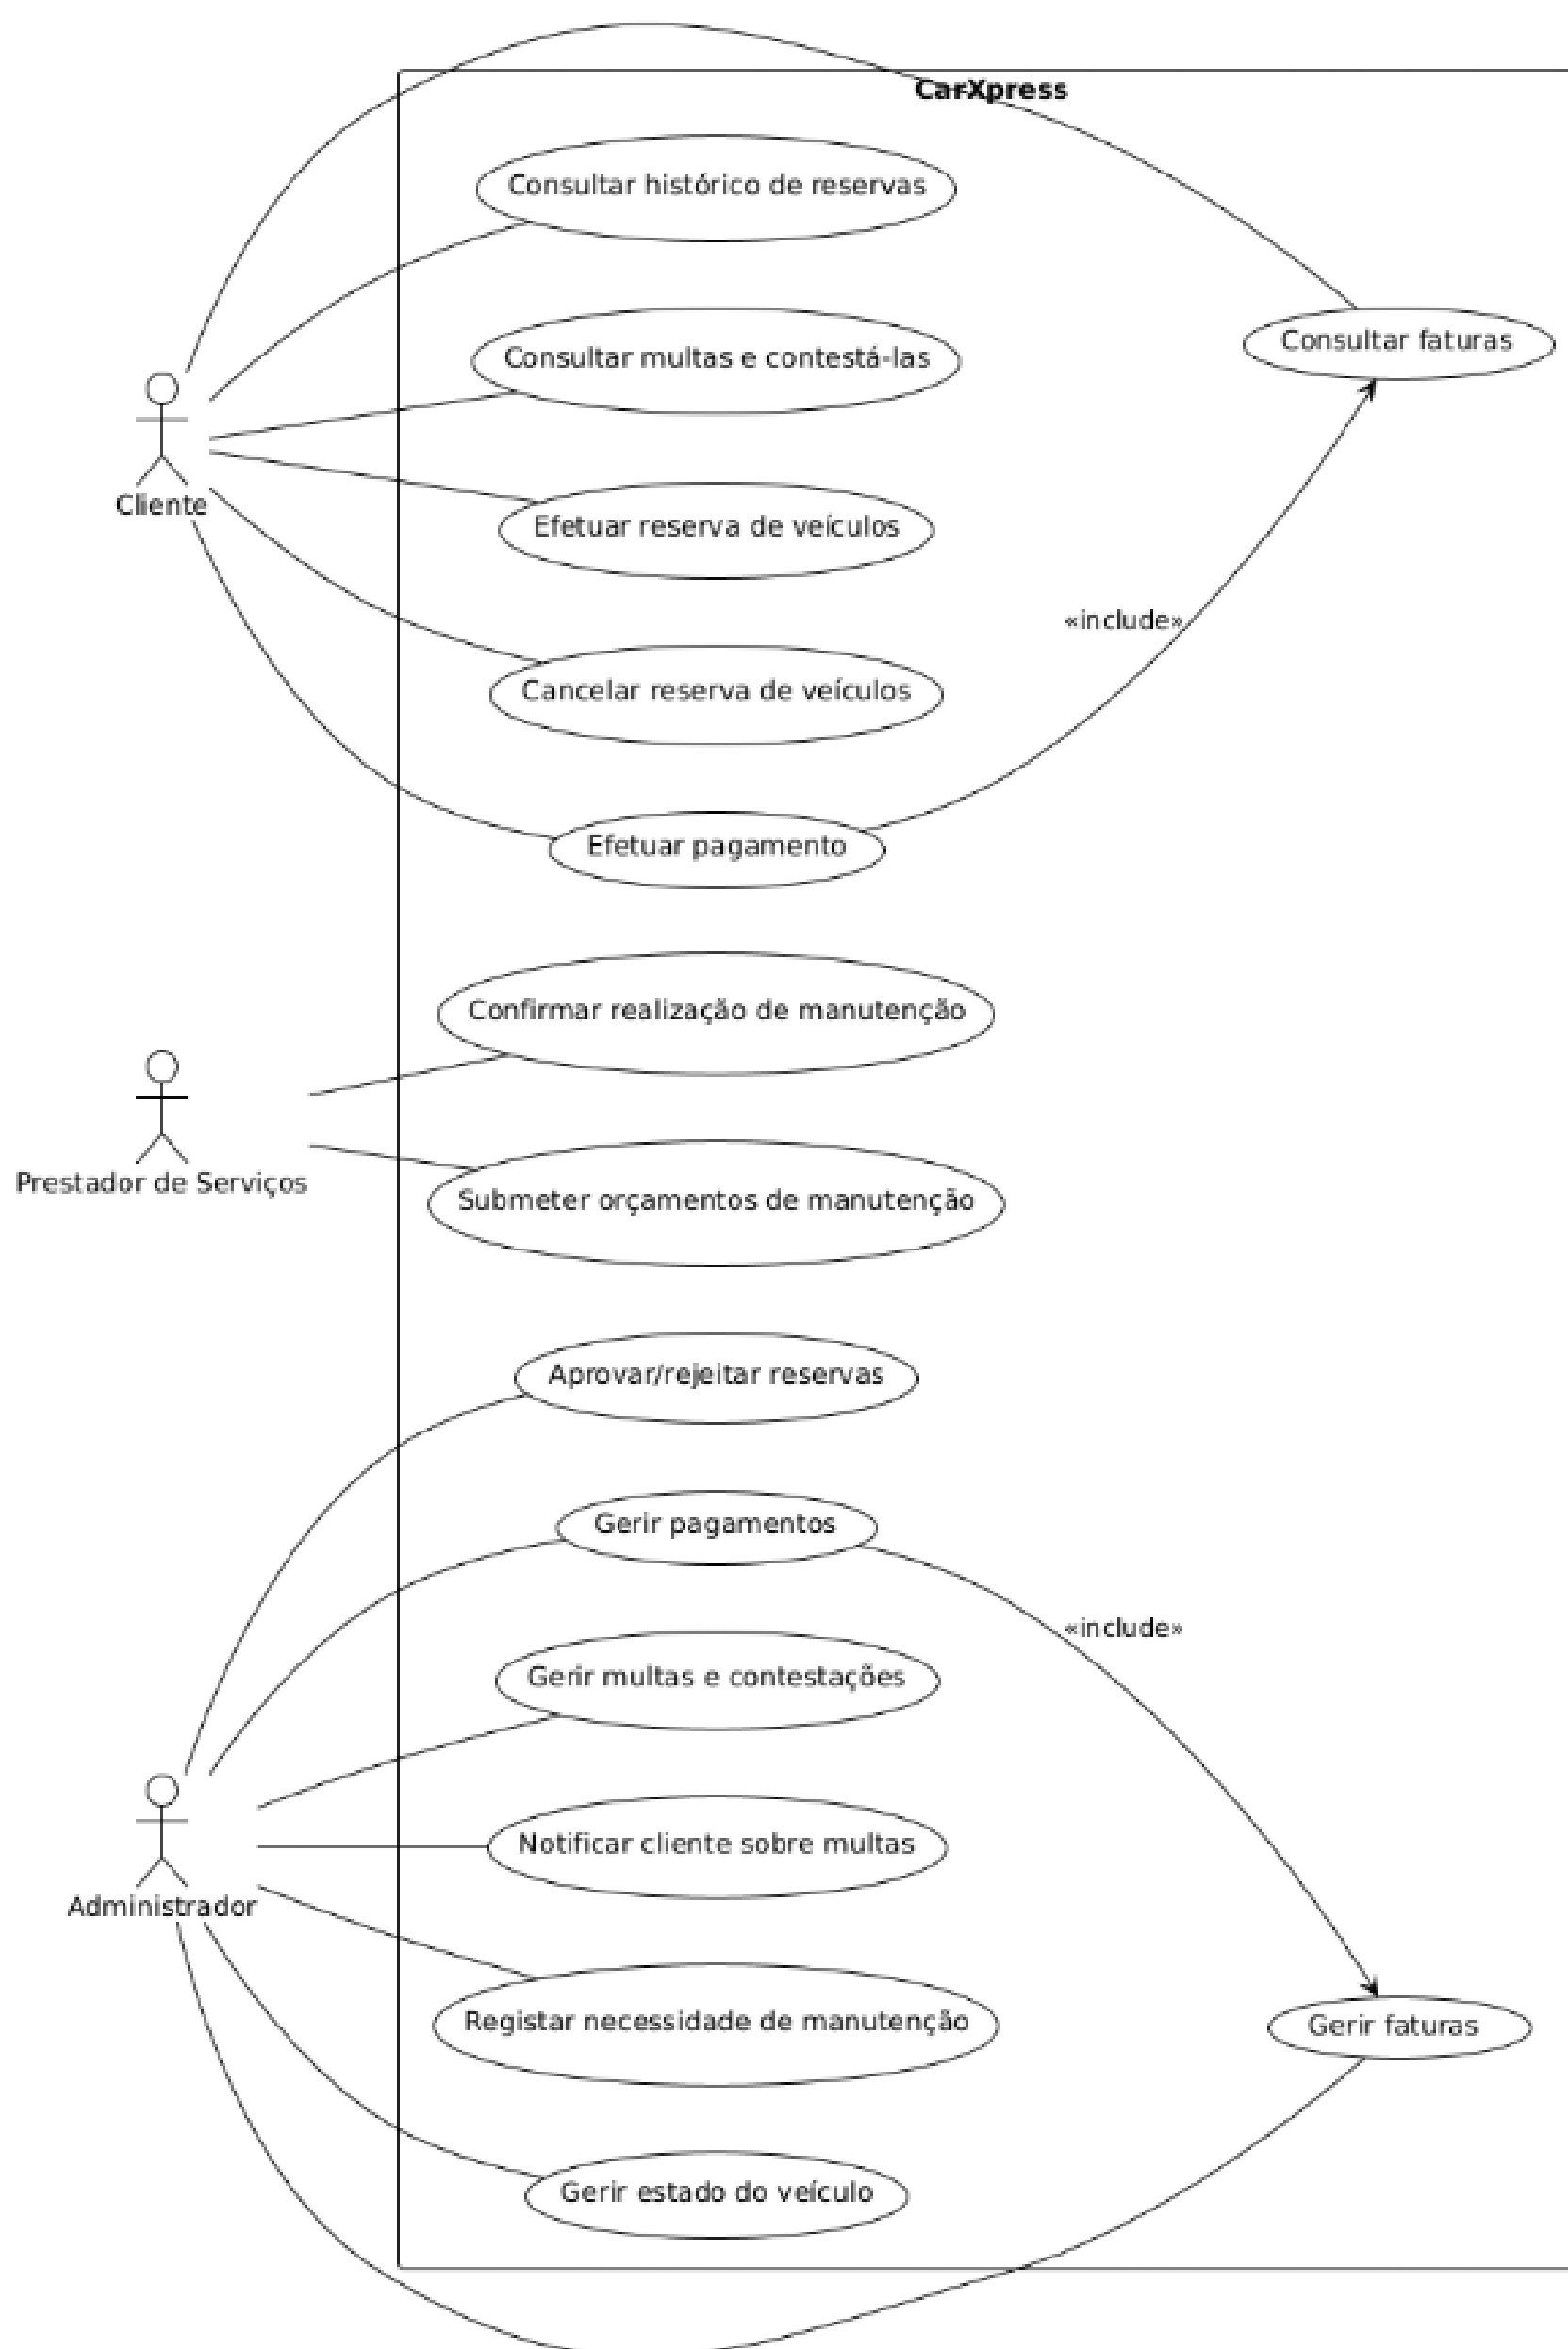 CarXpress
Consultar histórico de reservas
Consultar faturas
Consultar multas e contestá-las
Cliente
Efetuar reserva de veículos
«include»
Cancelar reserva de veículos
Efetuar pagamento
Confirmar realização de manutenção
Prestador de Serviços
Submeter orçamentos de manutenção
Aprovar/rejeitar reservas
Gerir pagamentos
«include»
Gerir multas e contestações
Notificar cliente sobre multas
Administrador
Registar necessidade de manutenção
Gerir faturas
Gerir estado do veículo